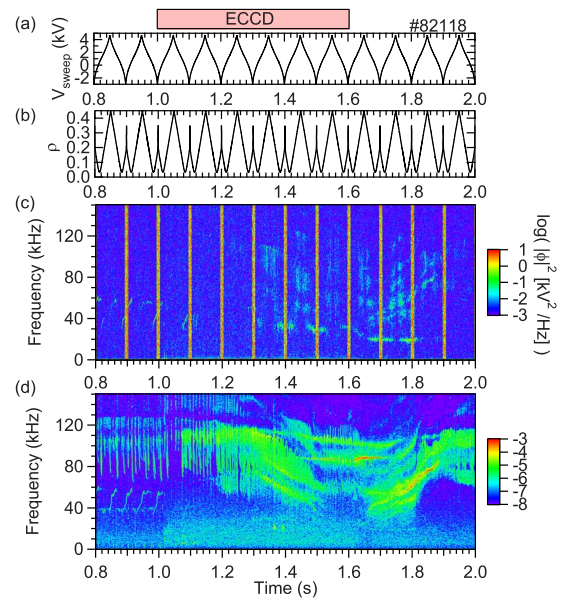 ECCD
#82118
(a)
V_sweep (kV)
4
2
0
-2
0.8 1.0 1.2 1.4 1.6 1.8 2.0
(b)
ρ
0.4
0.3
0.2
0.1
0.0
0.8 1.0 1.2 1.4 1.6 1.8 2.0
(c)
Frequency (kHz)
120
80
40
0
0.8 1.0 1.2 1.4 1.6 1.8 2.0
1
0
-1
-2
-3
log( |ϕ|² [kV²/Hz] )
(d)
Frequency (kHz)
120
80
40
0
0.8 1.0 1.2 1.4 1.6 1.8 2.0
Time (s)
-3
-4
-5
-6
-7
-8